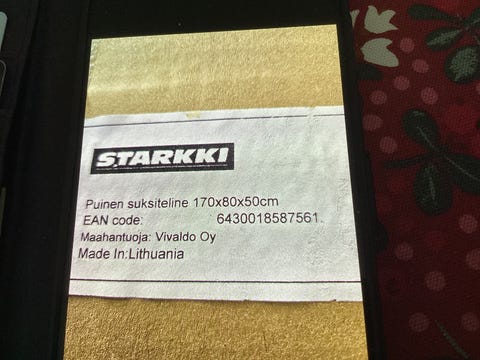 STARKKI
Puinen suksiteline 170x80x50cm
EAN code: 6430018587561.
Maahantuoja: Vivaldo Oy
Made In:Lithuania